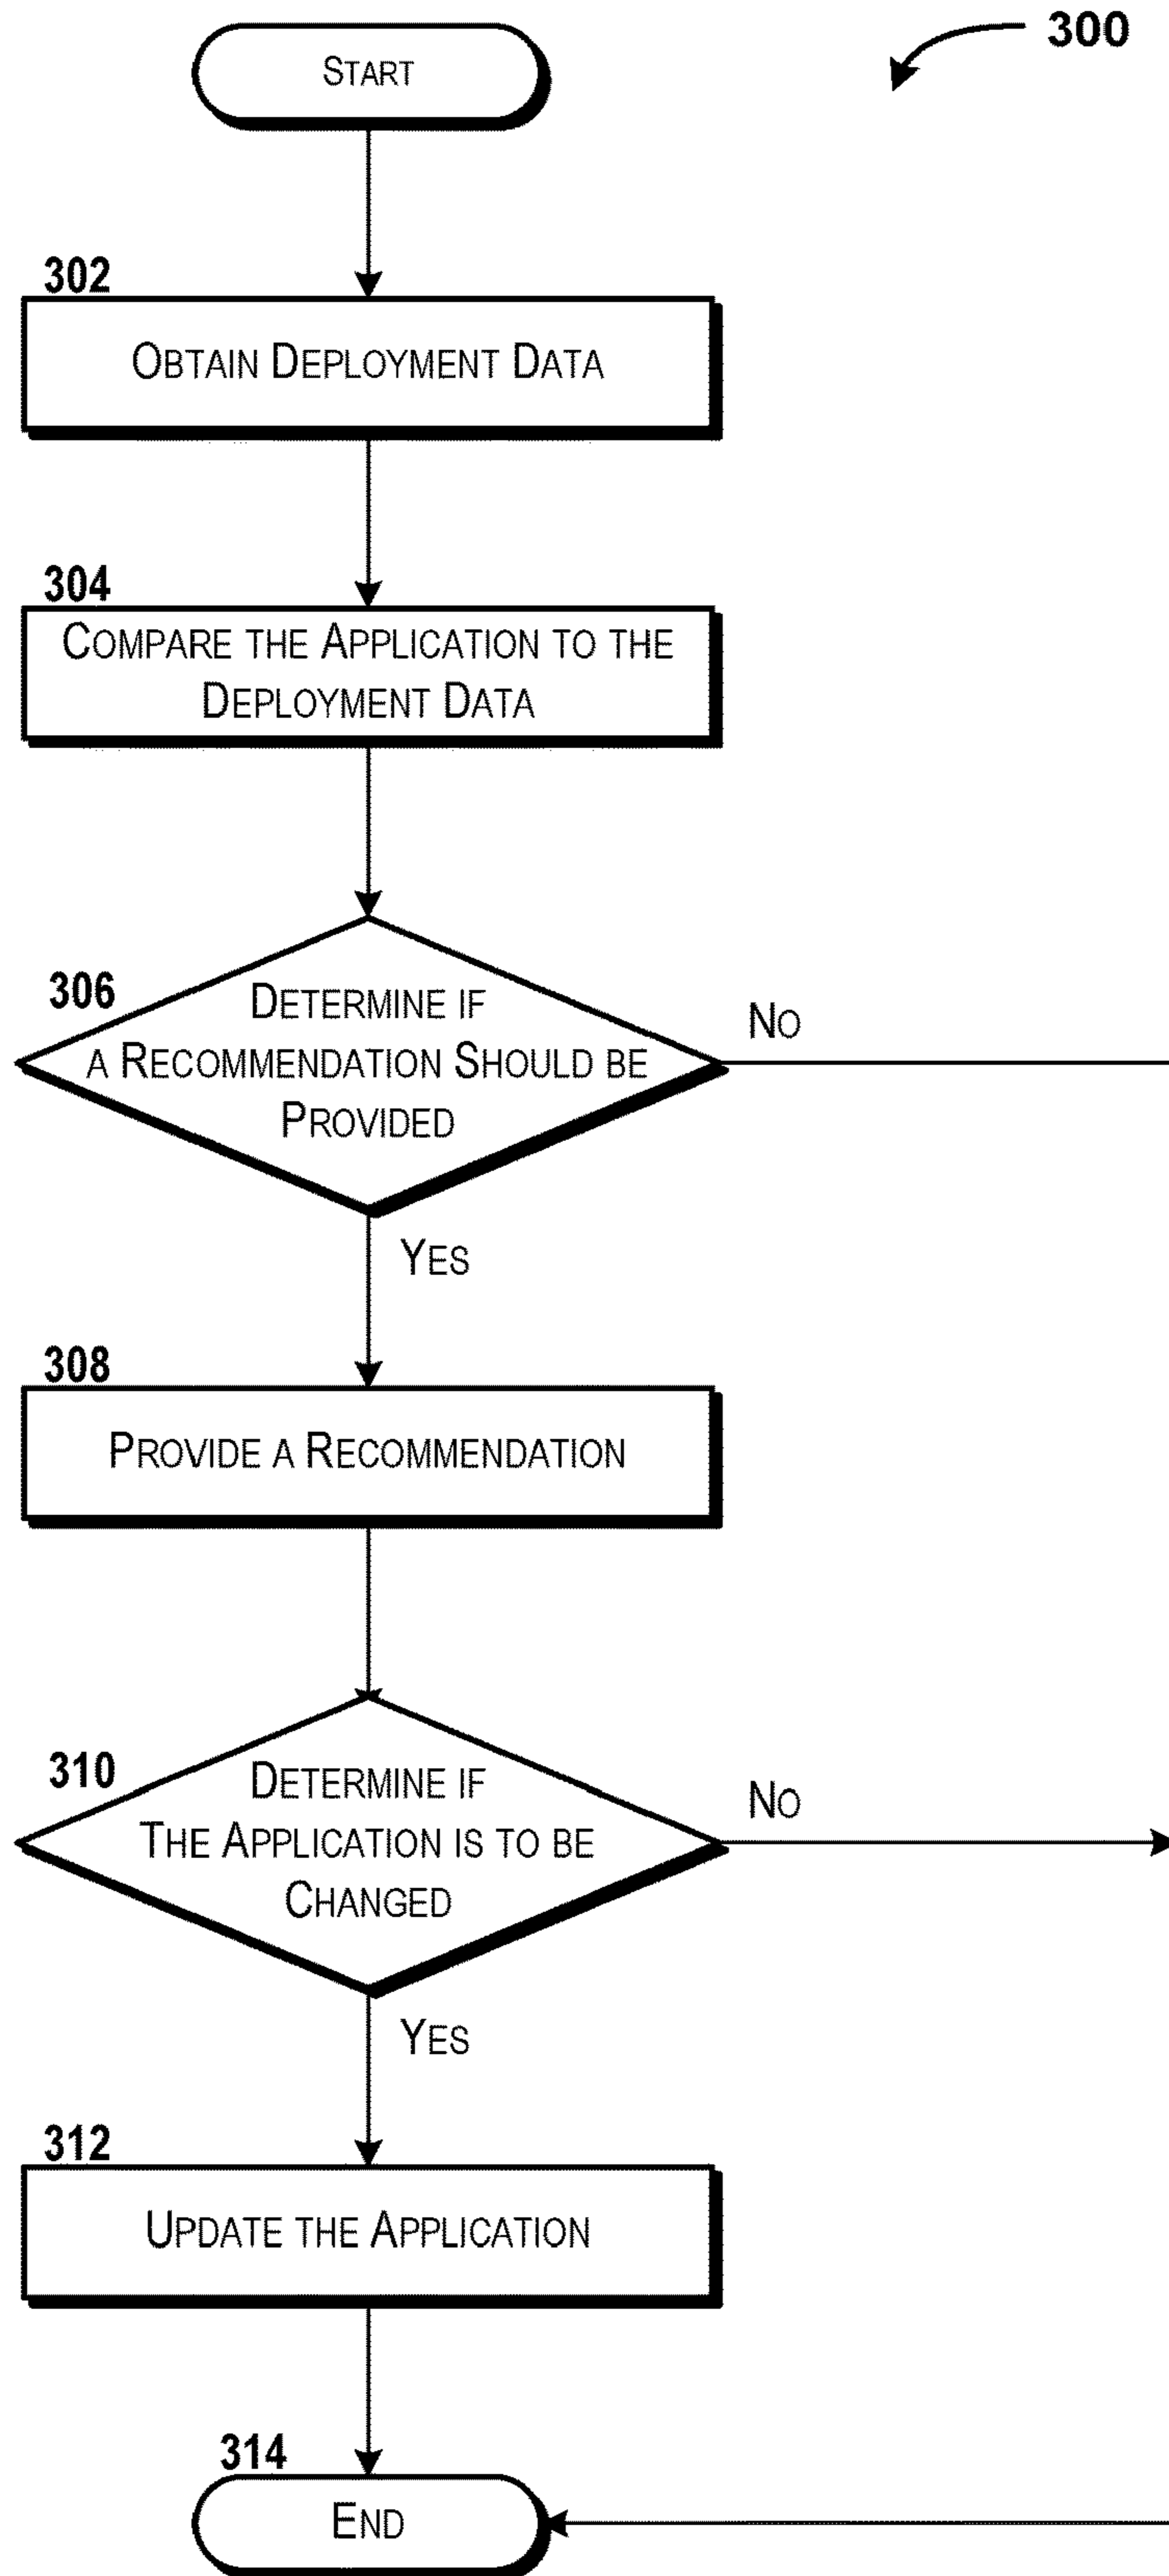 300
START
302
OBTAIN DEPLOYMENT DATA
304
COMPARE THE APPLICATION TO THE
DEPLOYMENT DATA
306
DETERMINE IF
A RECOMMENDATION SHOULD BE
PROVIDED
NO
YES
308
PROVIDE A RECOMMENDATION
310
DETERMINE IF
THE APPLICATION IS TO BE
CHANGED
NO
YES
312
UPDATE THE APPLICATION
314
END